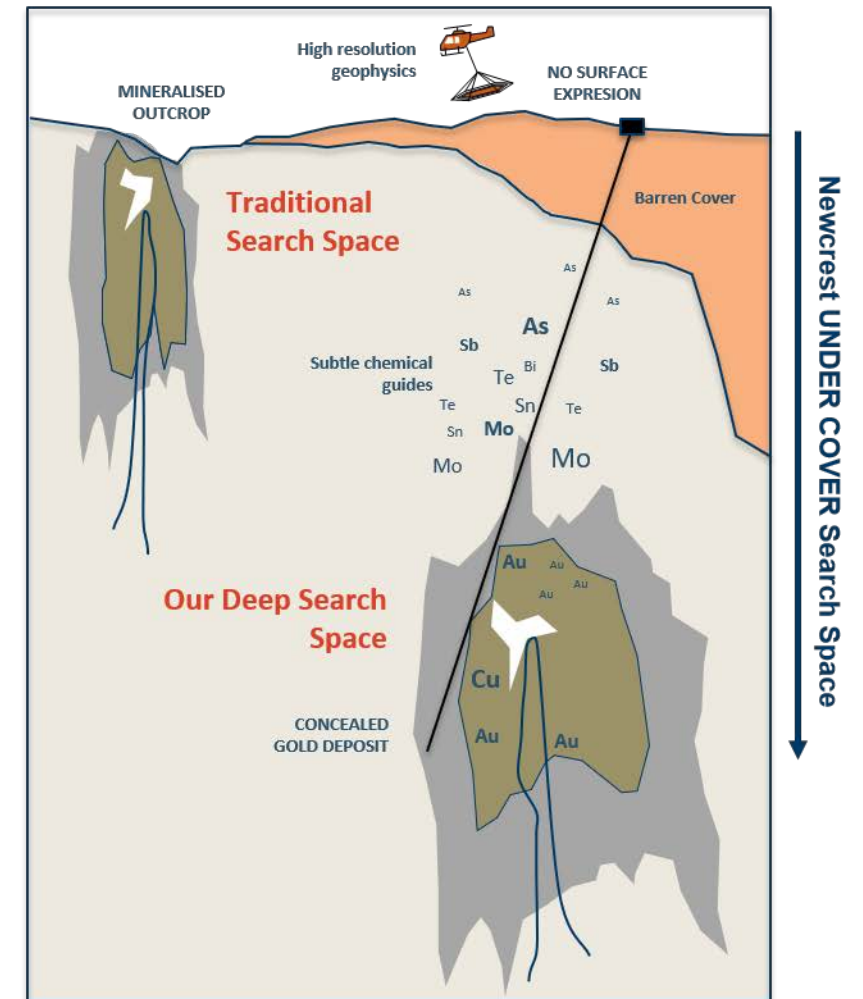 High resolution
geophysics
NO SURFACE
EXPRESION
MINERALISED
OUTCROP
Traditional
Search Space
Barren Cover
As
As
As
As
Sb
Subtle chemical
guides
Bi
Sb
Te
Te
Sn
Te
Sn
Mo
Mo
Mo
Our Deep Search
Space
Au
Au
Au
Au
Cu
CONCEALED
GOLD DEPOSIT
Au
Au
Newcrest UNDER COVER Search Space